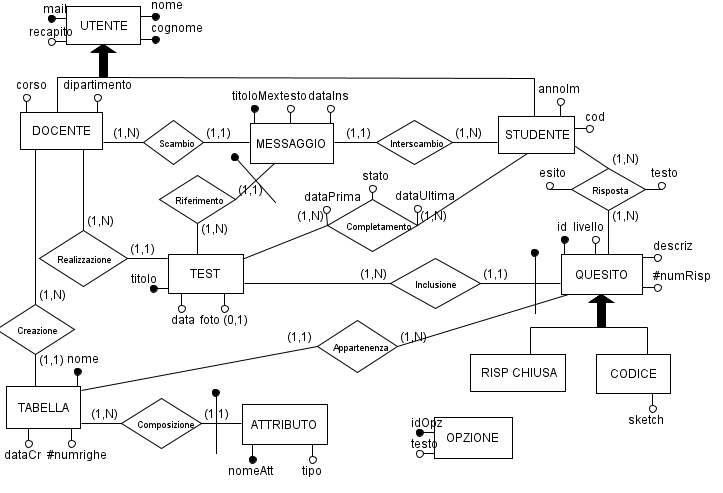 mail
nome
UTENTE
recapito
cognome
corso
dipartimento
titoloM
extesto
dataIns
annoIm
cod
DOCENTE
(1,N)
Scambio
(1,1)
MESSAGGIO
(1,1)
Interscambio
(1,N)
STUDENTE
(1,N)
esito
testo
Risposta
(1,N)
stato
dataPrima
dataUltima
Riferimento
(1,1)
(1,N)
(1,N)
Completamento
(1,N)
(1,N)
Realizzazione
(1,1)
titolo
TEST
(1,N)
Inclusione
(1,1)
id
livello
QUESITO
descriz
#numRisp
data
foto (0,1)
(1,N)
Creazione
(1,1)
(1,1)
Appartenenza
(1,N)
nome
RISP CHIUSA
CODICE
sketch
TABELLA
(1,N)
Composizione
(1,1)
ATTRIBUTO
dataCr
#numrighe
nomeAtt
tipo
idOpz
testo
OPZIONE